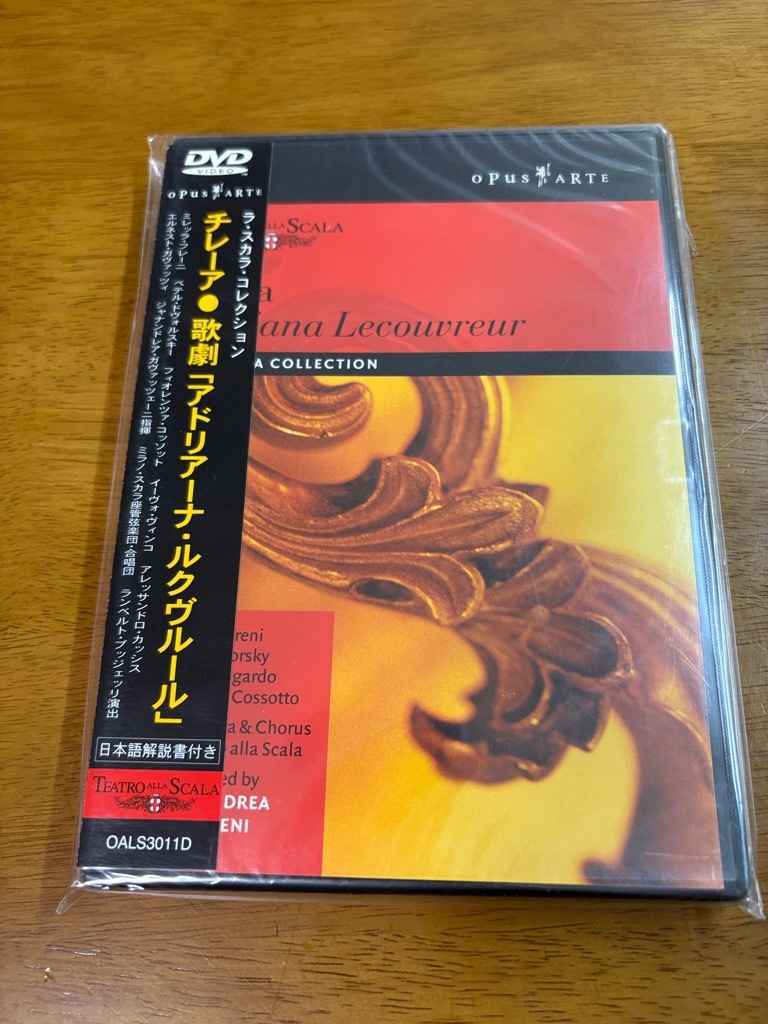 DVD
VIDEO
OPUS ARTE
ラ・スカラ・コレクション
チレーア●歌劇「アドリアーナ・ルクヴルール」
ミレッラ・フレーニ ペテル・ドヴォルスキー フィオレンツァ・コッソット イーヴォ・ヴィンコ アレッサンドロ・カッシス
エルネスト・ガヴァッツィ ジャナンドレア・ガヴァッツェーニ指揮 ミラノ・スカラ座管弦楽団・合唱団 ランベルト・プッジェッリ演出
日本語解説書付き
TEATRO ALLA SCALA
OALS3011D
OPUS ARTE
LLA SCALA
a
iana Lecouvreur
A COLLECTION
reni
orsky
gardo
Cossotto
a & Chorus
o alla Scala
ed by
DREA
ENI